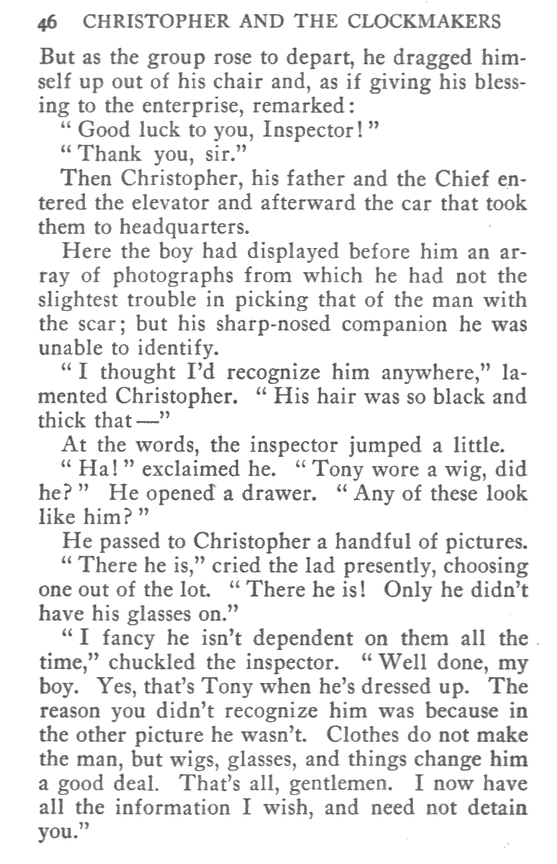 46 CHRISTOPHER AND THE CLOCKMAKERS
But as the group rose to depart, he dragged him-
self up out of his chair and, as if giving his bless-
ing to the enterprise, remarked:
“Good luck to you, Inspector!”
“Thank you, sir.”
Then Christopher, his father and the Chief en-
tered the elevator and afterward the car that took
them to headquarters.
Here the boy had displayed before him an ar-
ray of photographs from which he had not the
slightest trouble in picking that of the man with
the scar; but his sharp-nosed companion he was
unable to identify.
“I thought I’d recognize him anywhere,” la-
mented Christopher. “His hair was so black and
thick that—”
At the words, the inspector jumped a little.
“Ha!” exclaimed he. “Tony wore a wig, did
he?” He opened a drawer. “Any of these look
like him?”
He passed to Christopher a handful of pictures.
“There he is,” cried the lad presently, choosing
one out of the lot. “There he is! Only he didn’t
have his glasses on.”
“I fancy he isn’t dependent on them all the
time,” chuckled the inspector. “Well done, my
boy. Yes, that’s Tony when he’s dressed up. The
reason you didn’t recognize him was because in
the other picture he wasn’t. Clothes do not make
the man, but wigs, glasses, and things change him
a good deal. That’s all, gentlemen. I now have
all the information I wish, and need not detain
you.”